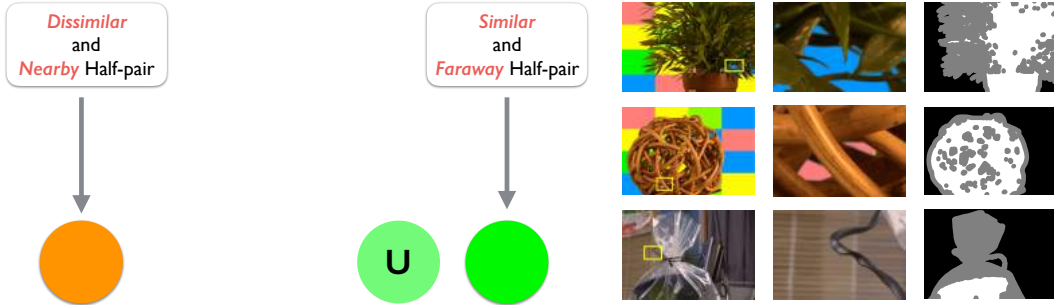 Dissimilar
and
Nearby Half-pair
Similar
and
Faraway Half-pair
U